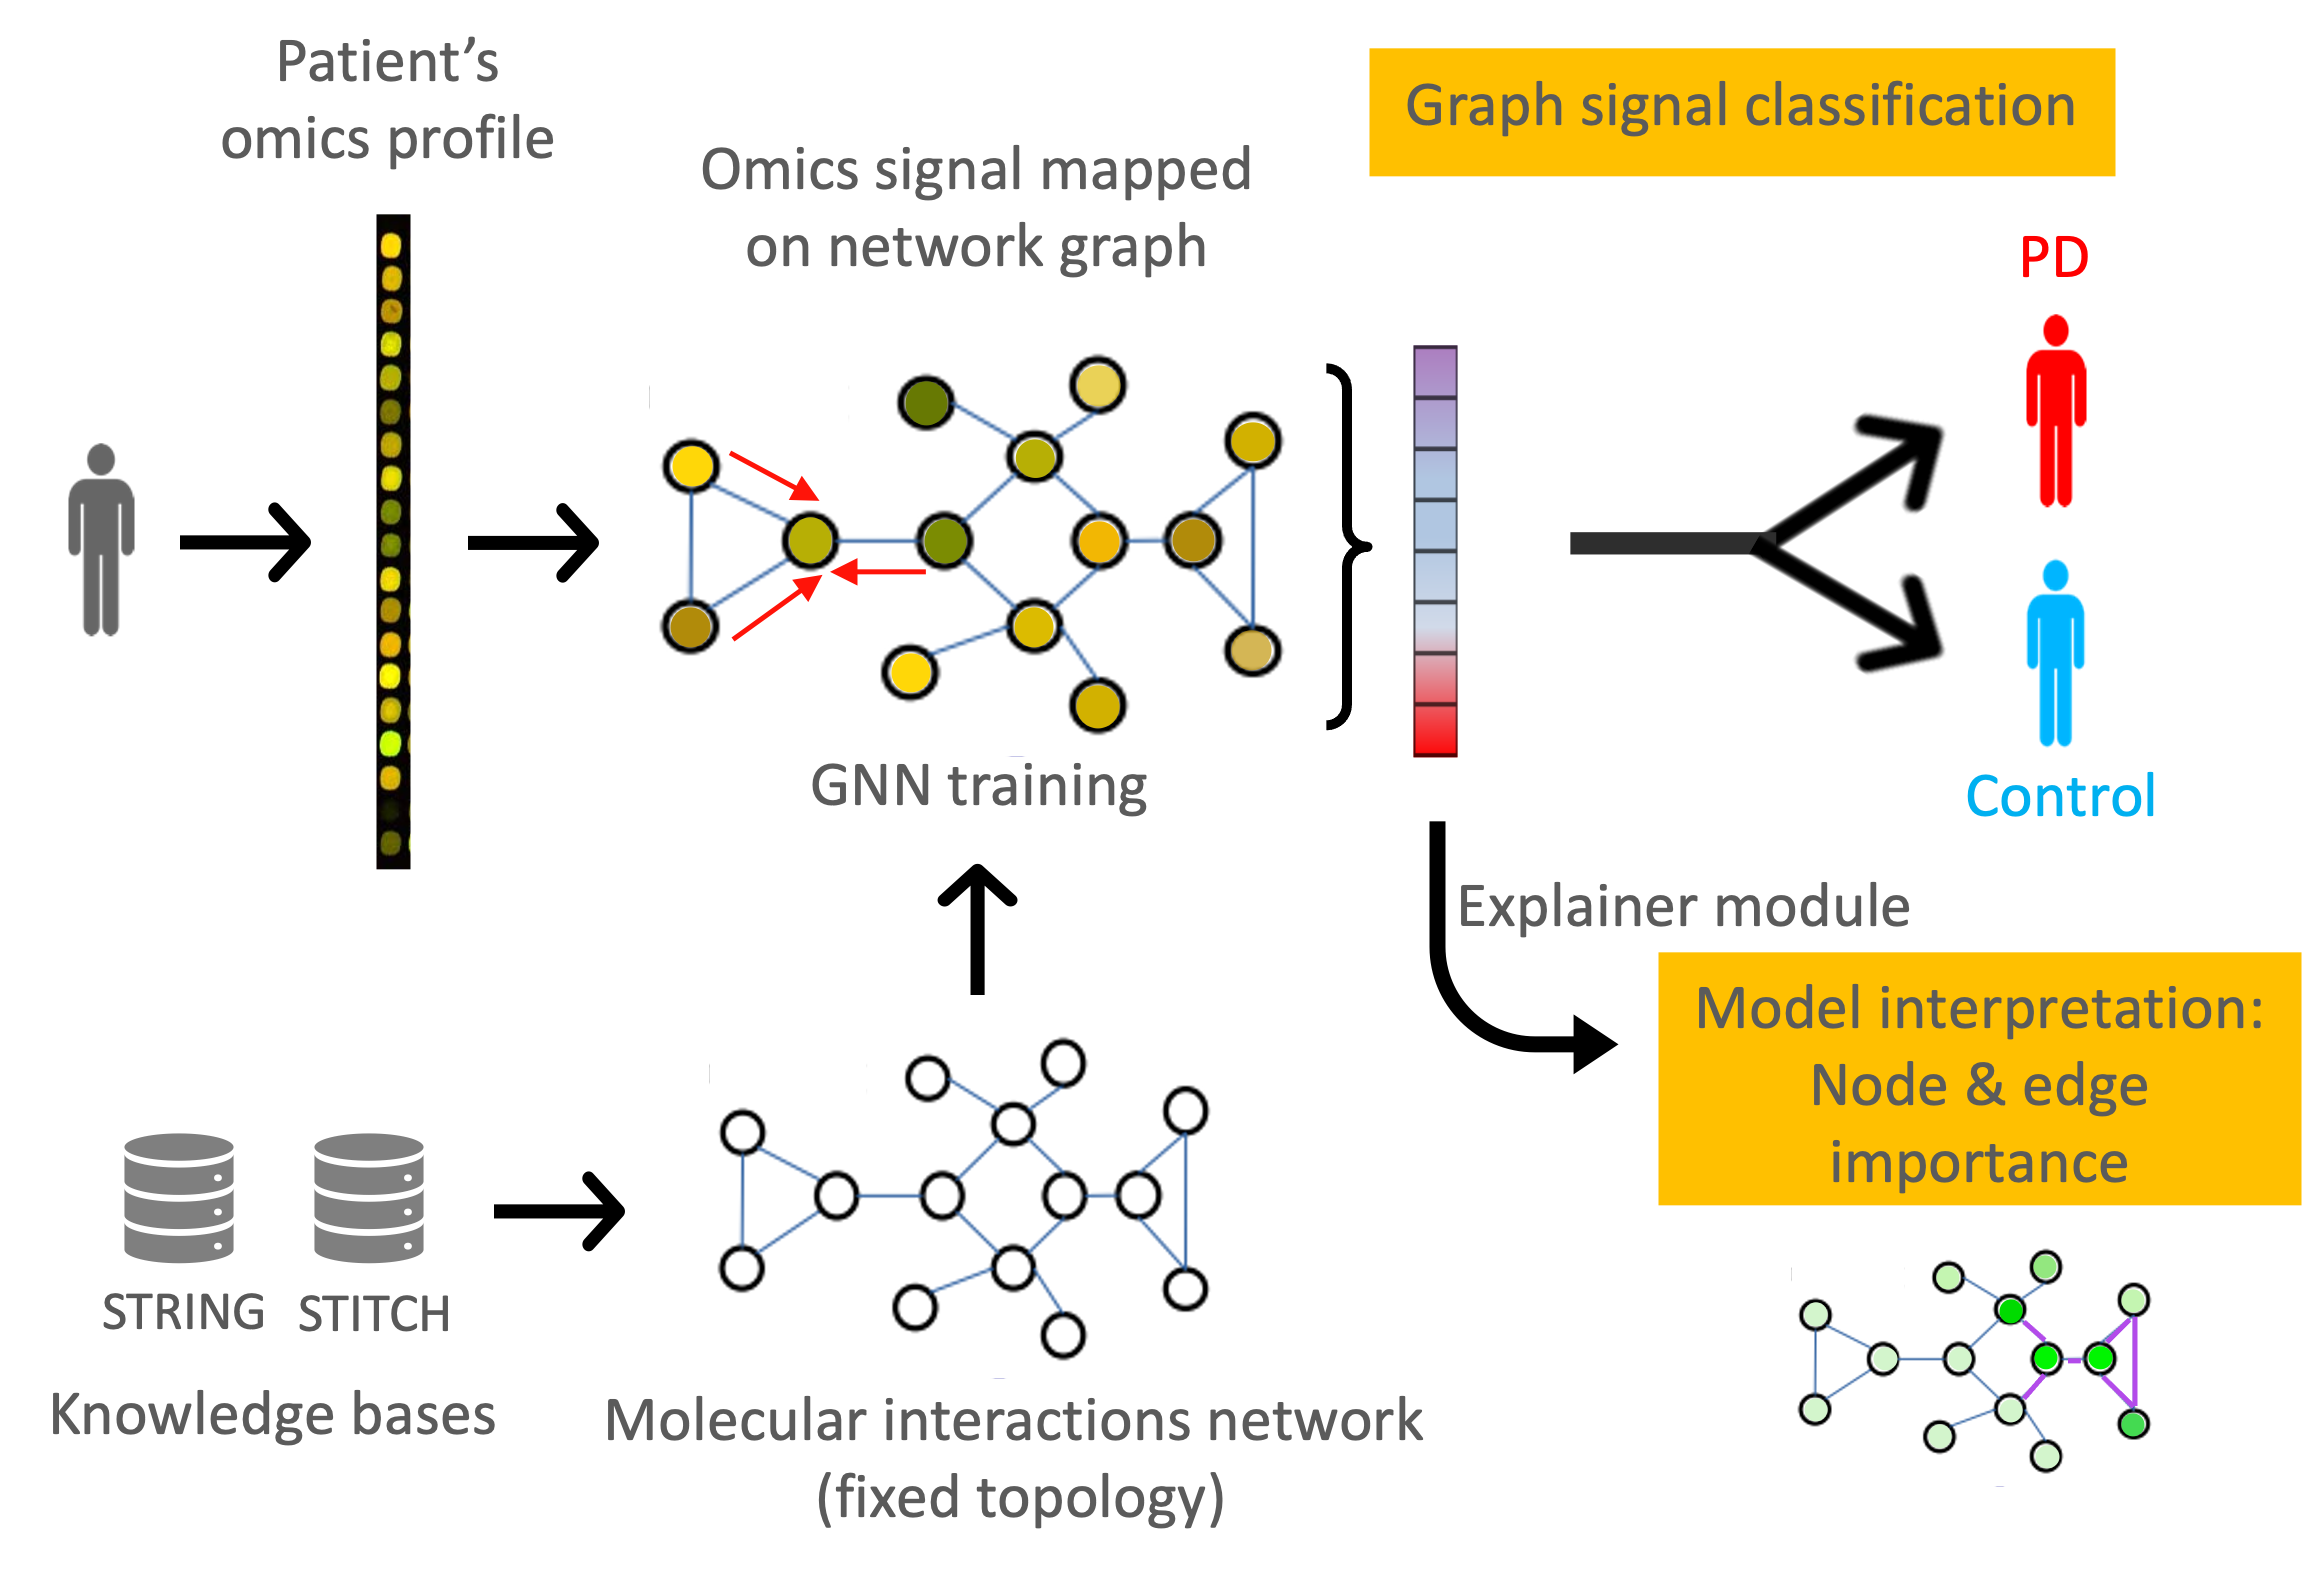 Patient’s
omics profile
Omics signal mapped
on network graph
Graph signal classification
PD
Control
GNN training
Explainer module
Model interpretation:
Node & edge
importance
STRING
STITCH
Knowledge bases
Molecular interactions network
(fixed topology)